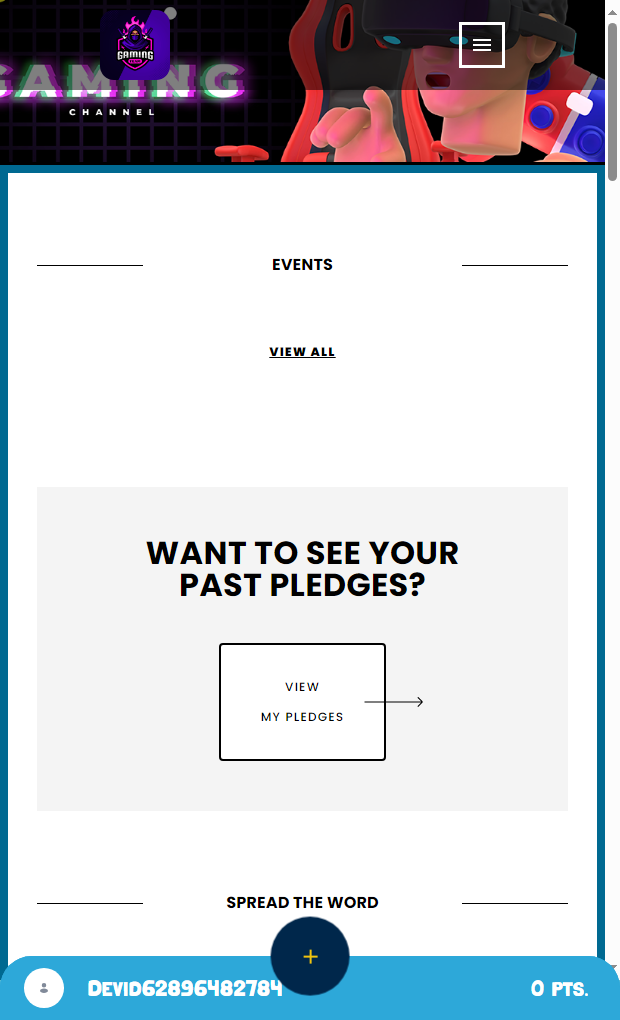 GAMING
GAMING
CHANNEL
EVENTS
VIEW ALL
WANT TO SEE YOUR
PAST PLEDGES?
VIEW
MY PLEDGES
SPREAD THE WORD
+
Devid62896482784
0 PTS.